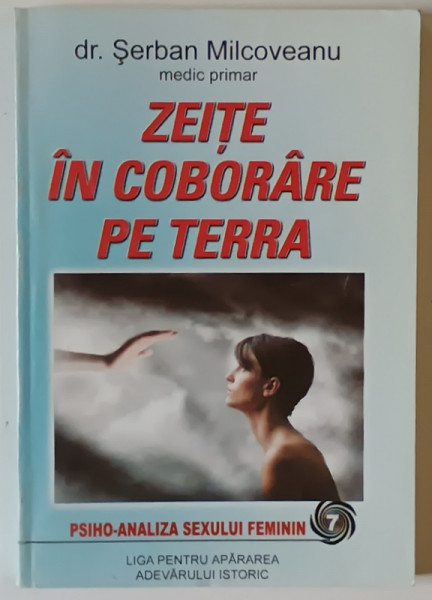 dr. Şerban Milcoveanu
medic primar
ZEIŢE
ÎN COBORÂRE
PE TERRA
PSIHO-ANALIZA SEXULUI FEMININ 7
LIGA PENTRU APĂRAREA
ADEVĂRULUI ISTORIC